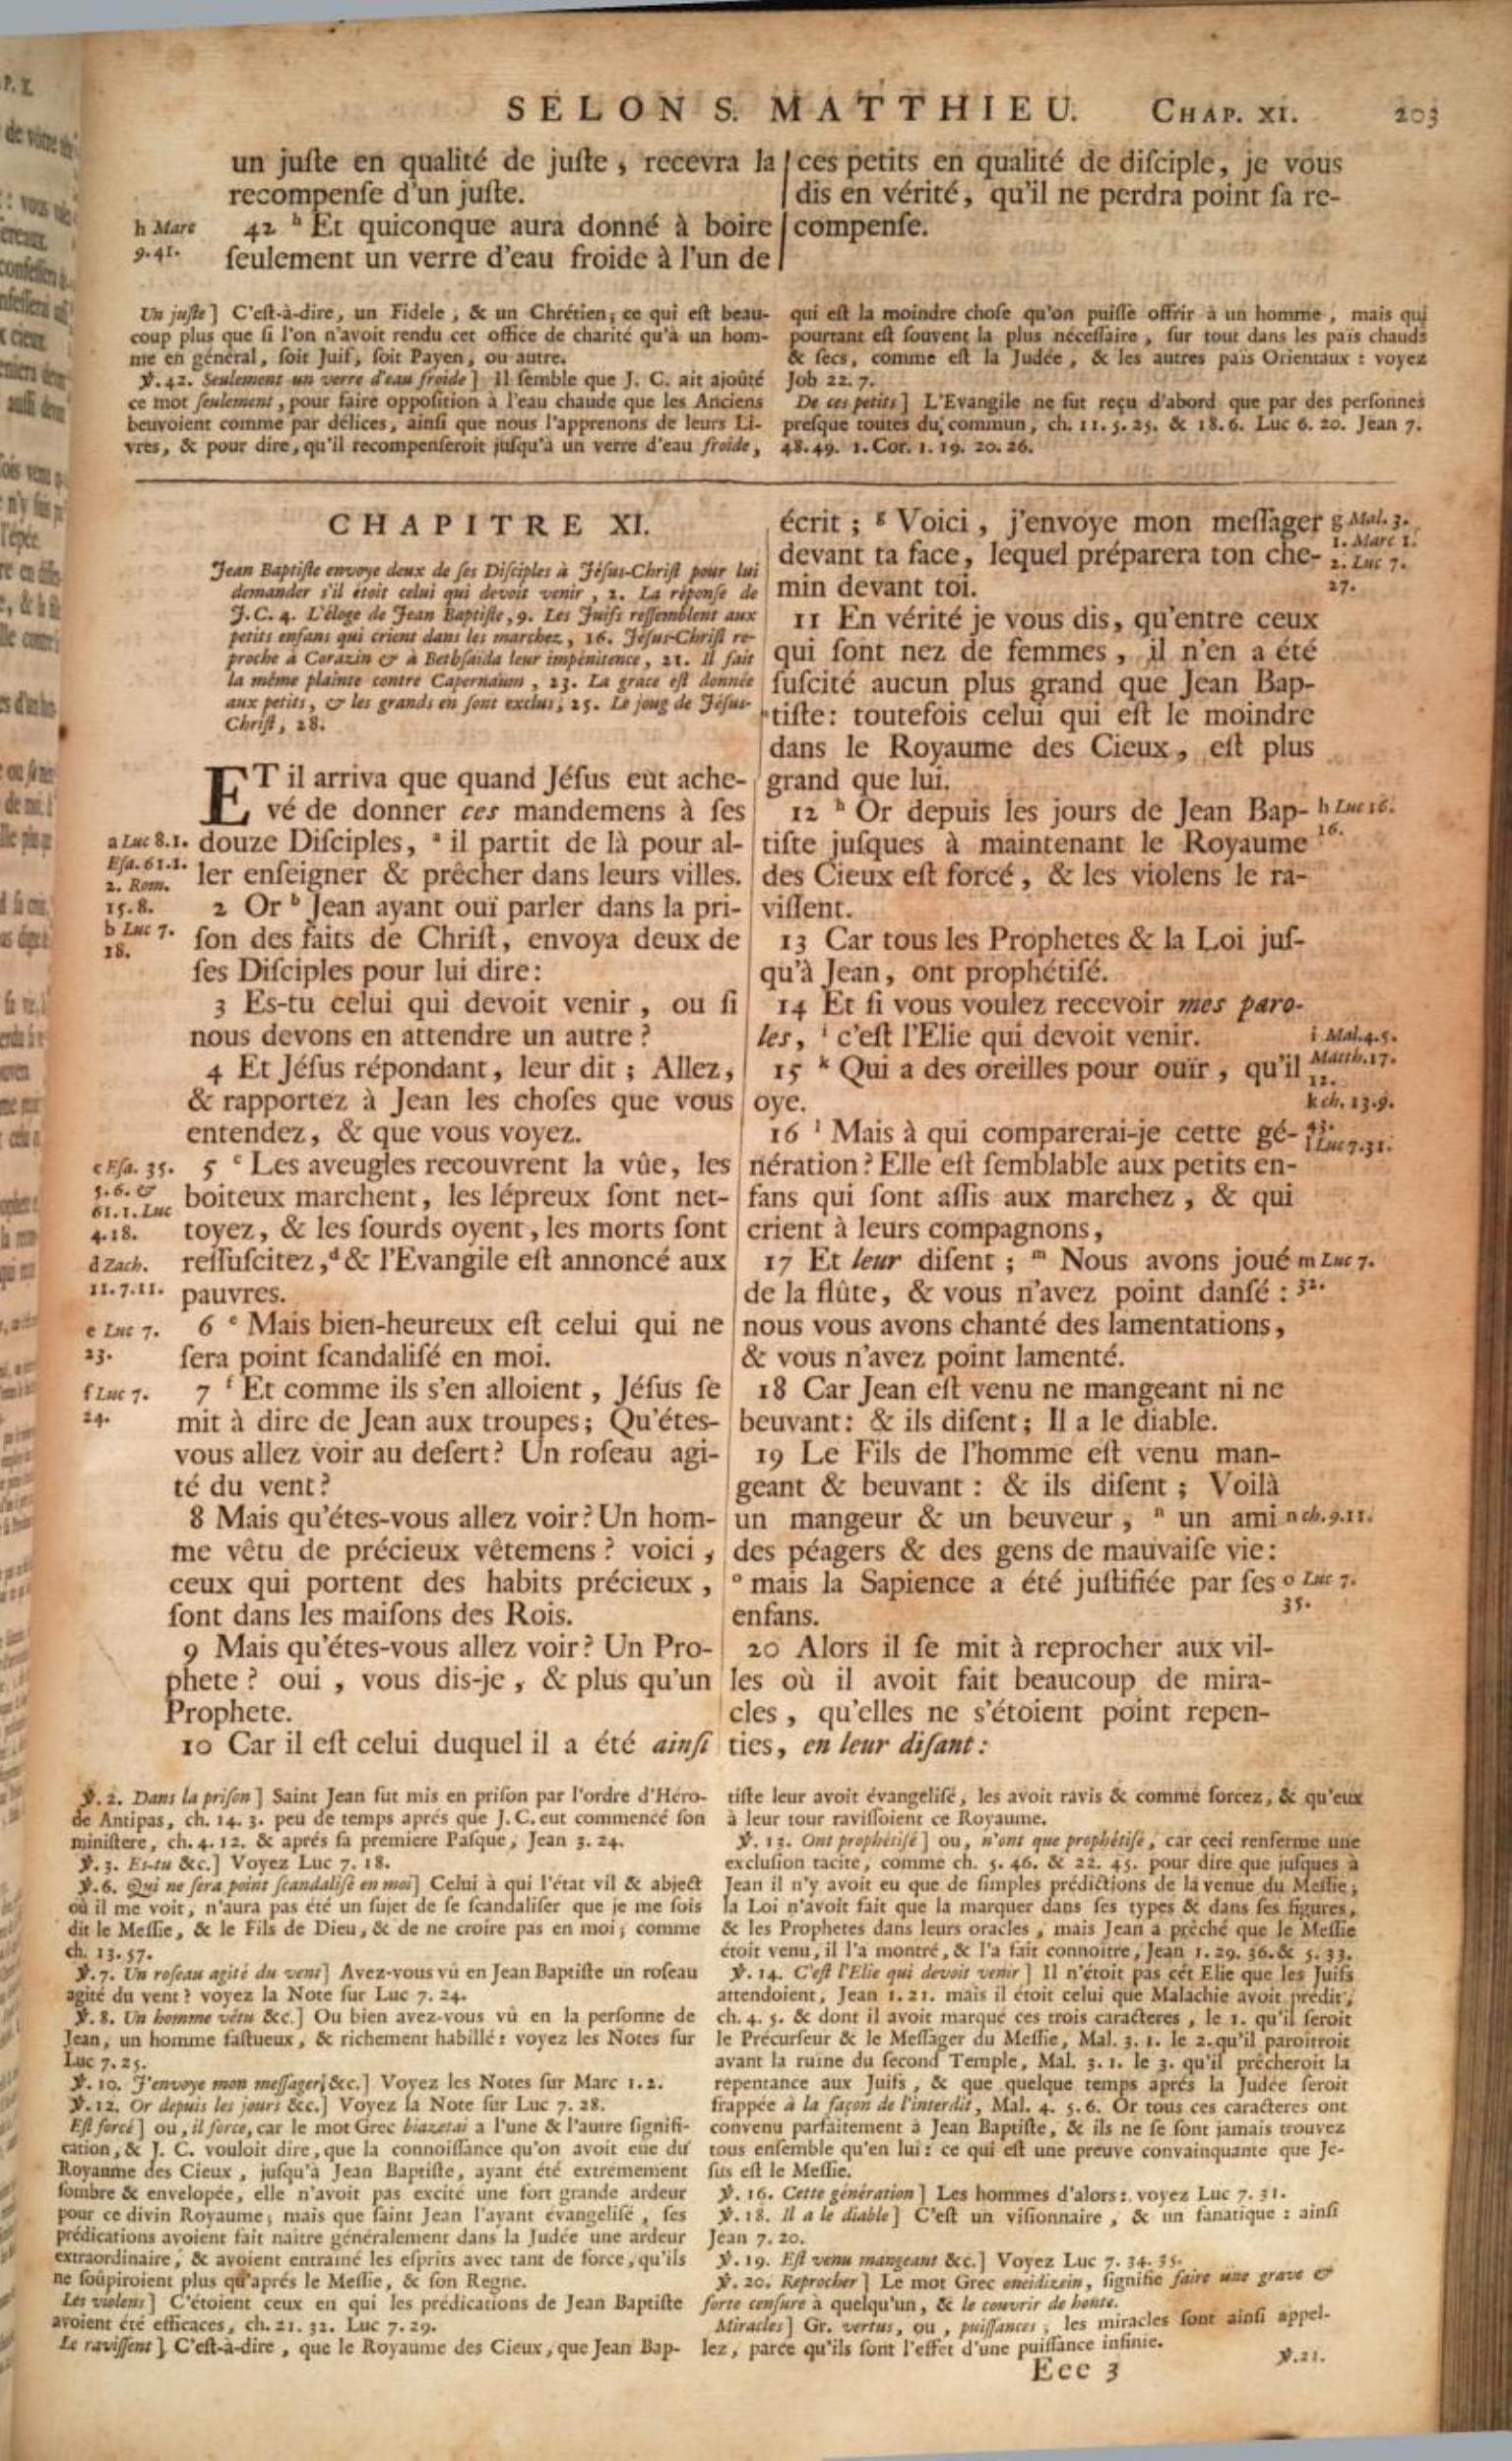 SELON S. MATTHIEU. CHAP. XI. 203
un juſte en qualité de juſte, recevra la
recompenſe d'un juſte.
h Marc
9.41.
42 h Et quiconque aura donné à boire
ſeulement un verre d'eau froide à l'un de
ces petits en qualité de diſciple, je vous
dis en vérité, qu'il ne perdra point ſa re-
compenſe.
Un juſte] C'eſt-à-dire, un Fidele, & un Chrétien; ce qui eſt beau-
coup plus que ſi l'on n'avoit rendu cet office de charité qu'à un hom-
me en général, ſoit Juif, ſoit Payen, ou autre.
℣.42. Seulement un verre d'eau froide] Il ſemble que J. C. ait ajoûté
ce mot ſeulement, pour faire oppoſition à l'eau chaude que les Anciens
beuvoient comme par délices, ainſi que nous l'apprenons de leurs Li-
vres, & pour dire, qu'il recompenſeroit juſqu'à un verre d'eau froide,
qui eſt la moindre choſe qu'on puiſſe offrir à un homme, mais qui
pourtant eſt ſouvent la plus néceſſaire, ſur tout dans les païs chauds
& ſecs, comme eſt la Judée, & les autres païs Orientaux : voyez
Job 22. 7.
De ces petits] L'Evangile ne fut reçu d'abord que par des perſonnes
preſque toutes du commun, ch. 11. 5. 25. & 18. 6. Luc 6. 20. Jean 7.
48. 49. 1. Cor. 1. 19. 20. 26.
CHAPITRE XI.
Jean Baptiſte envoye deux de ſes Diſciples à Jéſus-Chriſt pour lui
demander s'il étoit celui qui devoit venir, 2. La réponſe de
J. C. 4. L'éloge de Jean Baptiſte, 9. Les Juifs reſſemblent aux
petits enfans qui crient dans les marchez, 16. Jéſus-Chriſt re-
proche à Corazin & à Bethſaïda leur impénitence, 21. Il fait
la même plainte contre Capernaüm, 23. La grace eſt donnée
aux petits, & les grands en ſont exclus, 25. Le joug de Jéſus-
Chriſt, 28.
ET il arriva que quand Jéſus eut ache-
vé de donner ces mandemens à ſes
a Luc 8.1.
Eſa. 61.1.
2. Rom.
15.8.
douze Diſciples, a il partit de là pour al-
ler enſeigner & prêcher dans leurs villes.
b Luc 7.
18.
2 Or b Jean ayant ouï parler dans la pri-
ſon des faits de Chriſt, envoya deux de
ſes Diſciples pour lui dire:
3 Es-tu celui qui devoit venir, ou ſi
nous devons en attendre un autre ?
4 Et Jéſus répondant, leur dit ; Allez,
& rapportez à Jean les choſes que vous
entendez, & que vous voyez.
c Eſa. 35.
5. 6. &
61. 1. Luc
4. 18.
5 c Les aveugles recouvrent la vûe, les
boiteux marchent, les lépreux ſont net-
toyez, & les ſourds oyent, les morts ſont
d Zach.
11. 7. 11.
reſſuſcitez, d & l'Evangile eſt annoncé aux
pauvres.
e Luc 7.
23.
6 e Mais bien-heureux eſt celui qui ne
ſera point ſcandaliſé en moi.
f Luc 7.
24.
7 f Et comme ils s'en alloient, Jéſus ſe
mit à dire de Jean aux troupes; Qu'étes-
vous allez voir au deſert? Un roſeau agi-
té du vent?
8 Mais qu'étes-vous allez voir? Un hom-
me vêtu de précieux vêtemens ? voici,
ceux qui portent des habits précieux,
ſont dans les maiſons des Rois.
9 Mais qu'étes-vous allez voir? Un Pro-
phete ? oui, vous dis-je, & plus qu'un
Prophete.
10 Car il eſt celui duquel il a été ainſi
écrit ; g Voici, j'envoye mon meſſager
devant ta face, lequel préparera ton che-
min devant toi.
g Mal. 3.
1. Marc 1.
2. Luc 7.
27.
11 En vérité je vous dis, qu'entre ceux
qui ſont nez de femmes, il n'en a été
ſuſcité aucun plus grand que Jean Bap-
tiſte: toutefois celui qui eſt le moindre
dans le Royaume des Cieux, eſt plus
grand que lui.
12 h Or depuis les jours de Jean Bap-
tiſte juſques à maintenant le Royaume
des Cieux eſt forcé, & les violens le ra-
viſſent.
h Luc 16.
16.
13 Car tous les Prophetes & la Loi juſ-
qu'à Jean, ont prophétiſé.
14 Et ſi vous voulez recevoir mes paro-
les, i c'eſt l'Elie qui devoit venir.
i Mal. 4. 5.
Matth. 17.
12.
15 k Qui a des oreilles pour ouïr, qu'il
oye.
k ch. 13. 9.
43.
16 l Mais à qui comparerai-je cette gé-
nération? Elle eſt ſemblable aux petits en-
fans qui ſont aſſis aux marchez, & qui
crient à leurs compagnons,
l Luc 7. 31.
17 Et leur diſent ; m Nous avons joué
de la flûte, & vous n'avez point danſé :
nous vous avons chanté des lamentations,
& vous n'avez point lamenté.
m Luc 7.
32.
18 Car Jean eſt venu ne mangeant ni ne
beuvant: & ils diſent ; Il a le diable.
19 Le Fils de l'homme eſt venu man-
geant & beuvant : & ils diſent ; Voilà
un mangeur & un beuveur, n un ami
des péagers & des gens de mauvaiſe vie:
o mais la Sapience a été juſtifiée par ſes
enfans.
n ch. 9. 11.
o Luc 7.
35.
20 Alors il ſe mit à reprocher aux vil-
les où il avoit fait beaucoup de mira-
cles, qu'elles ne s'étoient point repen-
ties, en leur diſant :
℣. 2. Dans la priſon] Saint Jean fut mis en priſon par l'ordre d'Héro-
de Antipas, ch. 14. 3. peu de temps aprés que J. C. eut commencé ſon
miniſtere, ch. 4. 12. & aprés ſa premiere Paſque, Jean 3. 24.
℣. 3. Es-tu &c.] Voyez Luc 7. 18.
℣. 6. Qui ne ſera point ſcandaliſé en moi] Celui à qui l'état vil & abject
où il me voit, n'aura pas été un ſujet de ſe ſcandaliſer que je me ſois
dit le Meſſie, & le Fils de Dieu, & de ne croire pas en moi; comme
ch. 13. 57.
℣. 7. Un roſeau agité du vent] Avez-vous vû en Jean Baptiſte un roſeau
agité du vent? voyez la Note ſur Luc 7. 24.
℣. 8. Un homme vêtu &c.] Ou bien avez-vous vû en la perſonne de
Jean, un homme faſtueux, & richement habillé: voyez les Notes ſur
Luc 7. 25.
℣. 10. J'envoye mon meſſager, &c.] Voyez les Notes ſur Marc 1. 2.
℣. 12. Or depuis les jours &c.] Voyez la Note ſur Luc 7. 28.
Eſt forcé] ou, il force, car le mot Grec biazetai a l'une & l'autre ſignifi-
cation, & J. C. vouloit dire, que la connoiſſance qu'on avoit eüe du
Royaume des Cieux, juſqu'à Jean Baptiſte, ayant été extrémement
ſombre & envelopée, elle n'avoit pas excité une fort grande ardeur
pour ce divin Royaume; mais que ſaint Jean l'ayant évangeliſé, ſes
prédications avoient fait naitre généralement dans la Judée une ardeur
extraordinaire, & avoient entrainé les eſprits avec tant de force, qu'ils
ne ſoûpiroient plus qu'aprés le Meſſie, & ſon Regne.
Les violens] C'étoient ceux en qui les prédications de Jean Baptiſte
avoient été efficaces, ch. 21. 32. Luc 7. 29.
Le raviſſent] C'eſt-à-dire, que le Royaume des Cieux, que Jean Bap-
tiſte leur avoit évangeliſé, les avoit ravis & comme forcez, & qu'eux
à leur tour raviſſoient ce Royaume.
℣. 13. Ont prophétiſé] ou, n'ont que prophétiſé, car ceci renferme une
excluſion tacite, comme ch. 5. 46. & 22. 45. pour dire que juſques à
Jean il n'y avoit eu que de ſimples prédictions de la venue du Meſſie;
la Loi n'avoit fait que la marquer dans ſes types & dans ſes figures,
& les Prophetes dans leurs oracles, mais Jean a prêché que le Meſſie
étoit venu, il l'a montré, & l'a fait connoitre, Jean 1. 29. 36. & 5. 33.
℣. 14. C'eſt l'Elie qui devoit venir] Il n'étoit pas cét Elie que les Juifs
attendoient, Jean 1. 21. mais il étoit celui que Malachie avoit prédit,
ch. 4. 5. & dont il avoit marqué ces trois caracteres, le 1. qu'il ſeroit
le Précurſeur & le Meſſager du Meſſie, Mal. 3. 1. le 2. qu'il paroitroit
avant la ruïne du ſecond Temple, Mal. 3. 1. le 3. qu'il précheroit la
repentance aux Juifs, & que quelque temps aprés la Judée ſeroit
frappée à la façon de l'interdit, Mal. 4. 5. 6. Or tous ces caracteres ont
convenu parfaitement à Jean Baptiſte, & ils ne ſe ſont jamais trouvez
tous enſemble qu'en lui: ce qui eſt une preuve convainquante que Je-
ſus eſt le Meſſie.
℣. 16. Cette génération] Les hommes d'alors: voyez Luc 7. 31.
℣. 18. Il a le diable] C'eſt un viſionnaire, & un fanatique : ainſi
Jean 7. 20.
℣. 19. Eſt venu mangeant &c.] Voyez Luc 7. 34. 35.
℣. 20. Reprocher] Le mot Grec oneidizein, ſignifie faire une grave &
forte cenſure à quelqu'un, & le couvrir de honte.
Miracles] Gr. vertus, ou, puiſſances; les miracles ſont ainſi appel-
lez, parce qu'ils ſont l'effet d'une puiſſance infinie.
Eee 3
℣. 21.